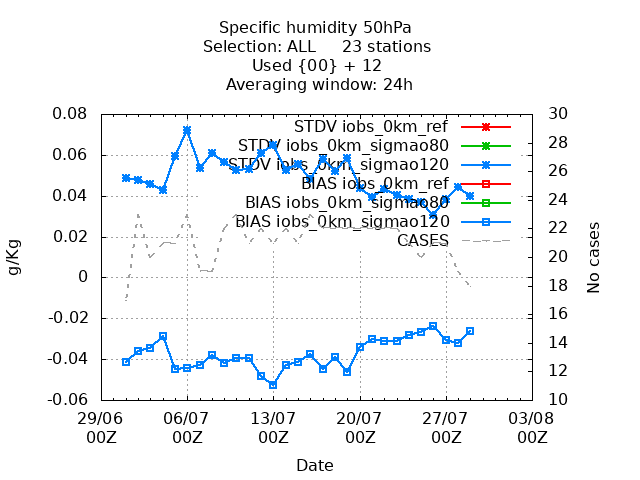 Specific humidity 50hPa
Selection: ALL     23 stations
Used {00} + 12
Averaging window: 24h
0.08
0.06
0.04
0.02
0
-0.02
-0.04
-0.06
g/Kg
30
28
26
24
22
20
18
16
14
12
10
No cases
STDV iobs_0km_ref
STDV iobs_0km_sigmao80
STDV iobs_0km_sigmao120
BIAS iobs_0km_ref
BIAS iobs_0km_sigmao80
BIAS iobs_0km_sigmao120
CASES
29/06 06/07 13/07 20/07 27/07 03/08
00Z 00Z 00Z 00Z 00Z 00Z
Date